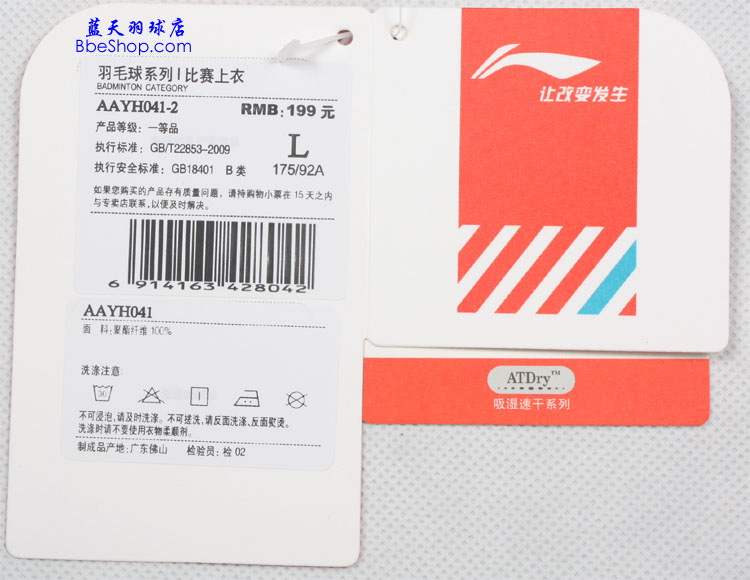 蓝天羽球店
BbeShop.com
羽毛球系列 | 比赛上衣
BADMINTON CATEGORY
AAYH041-2 RMB: 199 元
产品等级: 一等品
执行标准: GB/T22853-2009 L
执行安全标准: GB18401 B 类 175/92A
如果您购买的产品存有质量问题, 请持购物小票在 15 天之内
与专卖店联系,以便及时解决。
6 914163 428042
AAYH041
面 料:聚酯纤维 100%
洗涤注意:
30
不可浸泡,请及时洗涤。不可搓洗,请反面洗涤、反面熨烫。
洗涤时请不要使用衣物柔顺剂。
制成品产地: 广东佛山 检验员: 检 02
让改变发生
ATDry™
吸湿速干系列